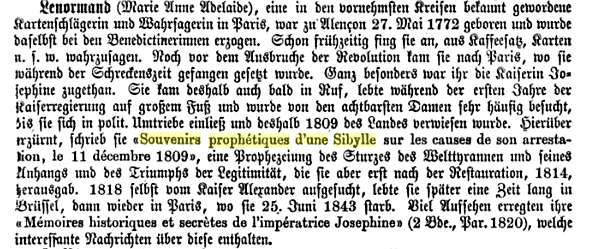 Lenormand (Marie Anne Adelaide), eine in den vornehmsten Kreisen bekannt gewordene
Kartenschlägerin und Wahrsagerin in Paris, war zu Alençon 27. Mai 1772 geboren und wurde
daselbst bei den Benedictinerinnen erzogen. Schon frühzeitig fing sie an, aus Kaffeesatz, Karten
u. s. w. wahrzusagen. Noch vor dem Ausbruche der Revolution kam sie nach Paris, wo sie
während der Schreckenszeit gefangen gesetzt wurde. Ganz besonders war ihr die Kaiserin Jo-
sephine zugethan. Sie kam deshalb auch bald in Ruf, lebte während der ersten Jahre der
Kaiserregierung auf großem Fuß und wurde von den achtbarsten Damen sehr häufig besucht,
bis sie sich in polit. Umtriebe einließ und deshalb 1809 des Landes verwiesen wurde. Hierüber
erzürnt, schrieb sie «Souvenirs prophétiques d'une Sibylle sur les causes de son arresta-
tion, le 11 décembre 1809», eine Prophezeiung des Sturzes des Welttyrannen und seines
Anhangs und des Triumphs der Legitimität, die sie aber erst nach der Restauration, 1814,
herausgab. 1818 selbst vom Kaiser Alexander aufgesucht, lebte sie später eine Zeit lang in
Brüssel, dann wieder in Paris, wo sie 25. Juni 1843 starb. Viel Aufsehen erregten ihre
«Mémoires historiques et secrètes de l'impératrice Josephine» (2 Bde., Par. 1820), welche
interessante Nachrichten über diese enthalten.